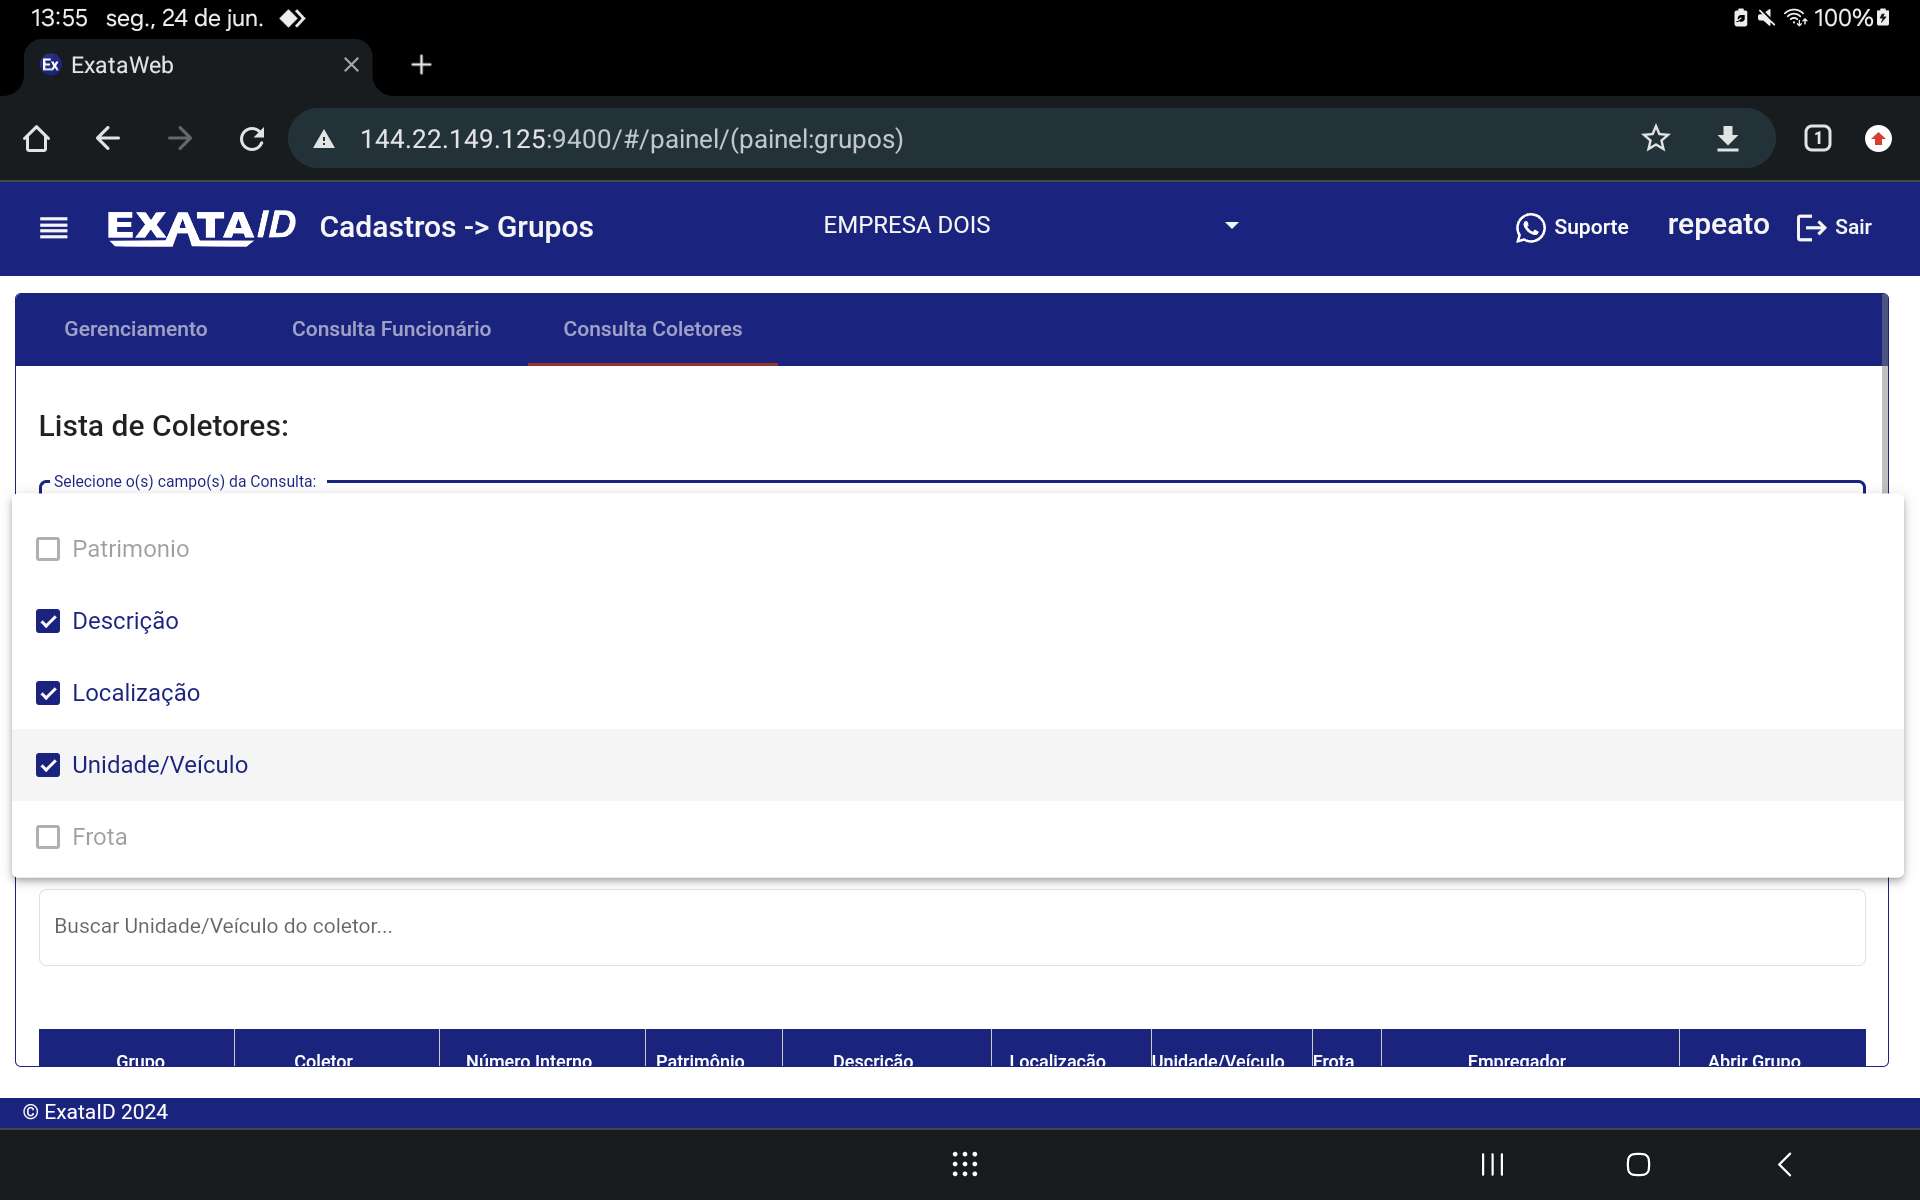 13:55 seg., 24 de jun. 100%
Ex ExataWeb
144.22.149.125:9400/#/painel/(painel:grupos)
1
EXATA/D Cadastros -> Grupos EMPRESA DOIS Suporte repeato Sair
Gerenciamento Consulta Funcionário Consulta Coletores
Lista de Coletores:
Selecione o(s) campo(s) da Consulta:
Patrimonio
Descrição
Localização
Unidade/Veículo
Frota
Buscar Unidade/Veículo do coletor...
Grupo Coletor Número Interno Patrimônio Descrição Localização Unidade/Veículo Frota Empregador Abrir Grupo
© ExataID 2024